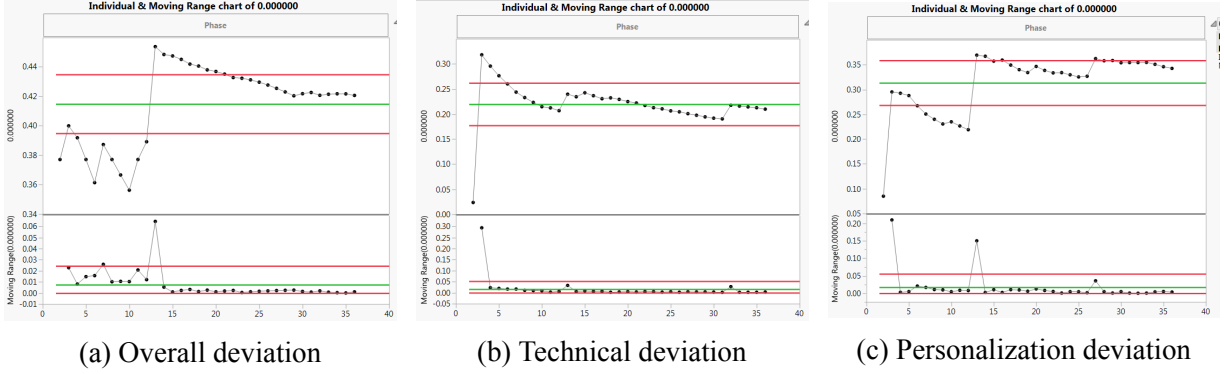 Individual & Moving Range chart of 0.000000
Phase
0.000000
0.44
0.42
0.40
0.38
0.36
0.34
Moving Range(0.000000)
0.06
0.05
0.04
0.03
0.02
0.01
0.00
-0.01
0 5 10 15 20 25 30 35 40
(a) Overall deviation
Individual & Moving Range chart of 0.000000
Phase
0.000000
0.30
0.25
0.20
0.15
0.10
0.05
0.00
Moving Range(0.000000)
0.30
0.25
0.20
0.15
0.10
0.05
0.00
-0.05
0 5 10 15 20 25 30 35 40
(b) Technical deviation
Individual & Moving Range chart of 0.000000
Phase
0.000000
0.35
0.30
0.25
0.20
0.15
0.10
0.05
Moving Range(0.000000)
0.20
0.15
0.10
0.05
0.00
0 5 10 15 20 25 30 35 40
(c) Personalization deviation